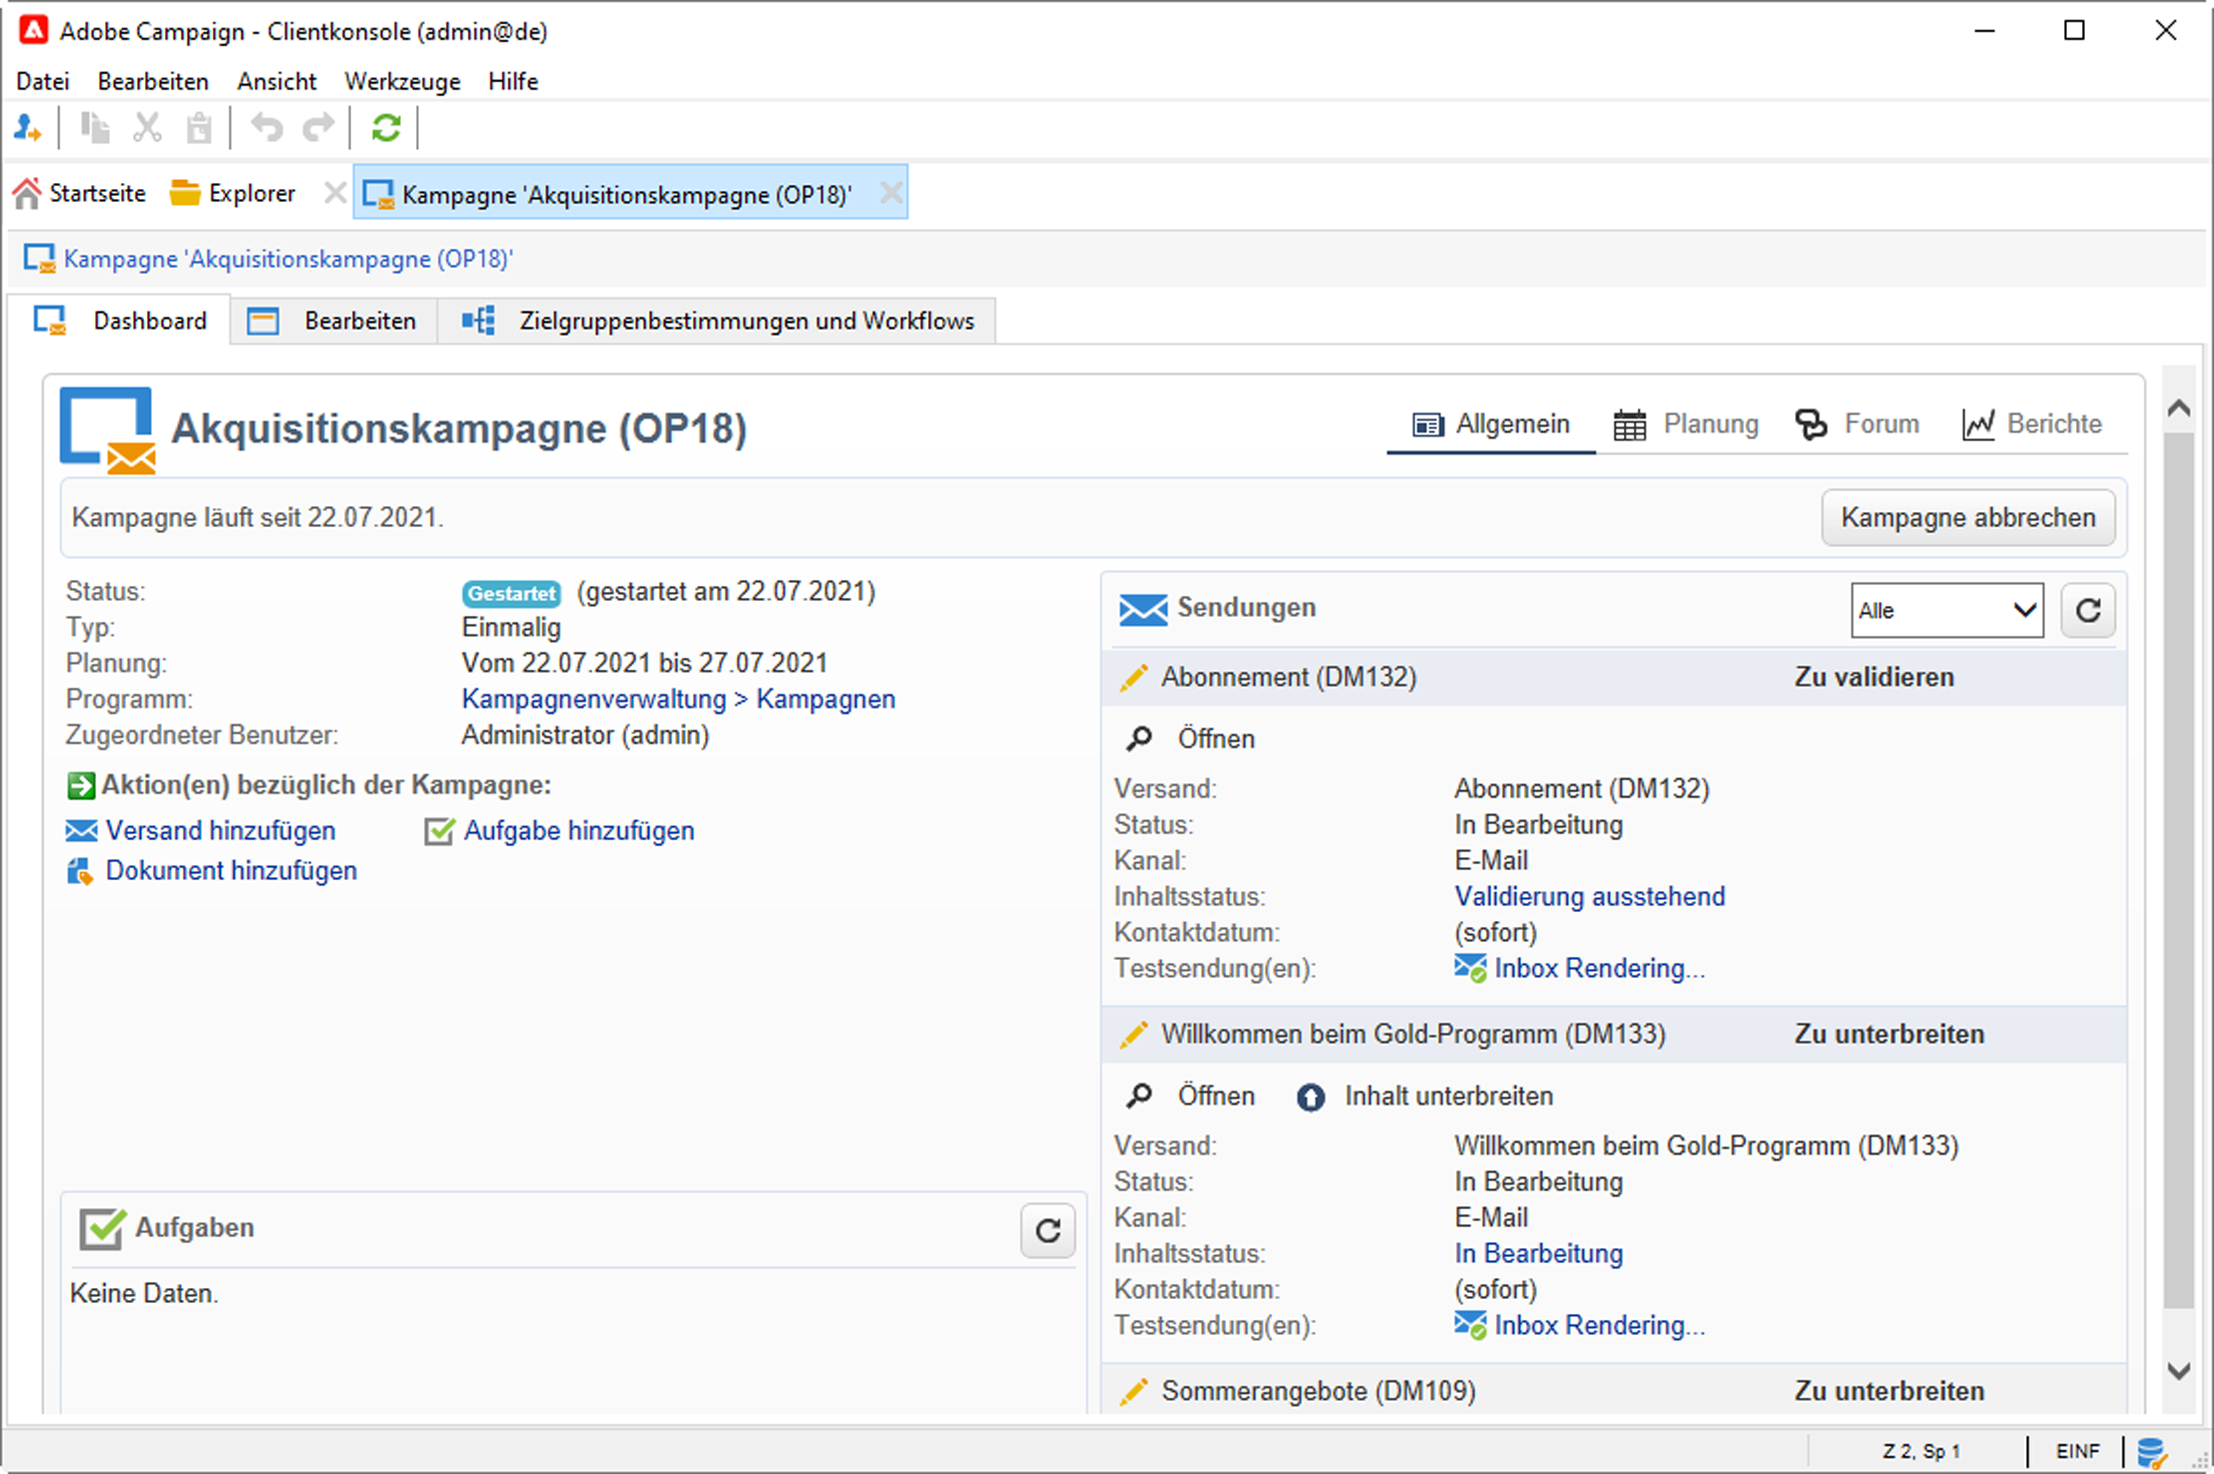 Adobe Campaign - Clientkonsole (admin@de)
Datei Bearbeiten Ansicht Werkzeuge Hilfe
Startseite Explorer Kampagne 'Akquisitionskampagne (OP18)'
Kampagne 'Akquisitionskampagne (OP18)'
Dashboard Bearbeiten Zielgruppenbestimmungen und Workflows
Akquisitionskampagne (OP18)
Allgemein Planung Forum Berichte
Kampagne läuft seit 22.07.2021.
Kampagne abbrechen
Status: Gestartet (gestartet am 22.07.2021)
Typ: Einmalig
Planung: Vom 22.07.2021 bis 27.07.2021
Programm: Kampagnenverwaltung > Kampagnen
Zugeordneter Benutzer: Administrator (admin)
Aktion(en) bezüglich der Kampagne:
Versand hinzufügen Aufgabe hinzufügen
Dokument hinzufügen
Aufgaben
Keine Daten.
Sendungen Alle
Abonnement (DM132) Zu validieren
Öffnen
Versand: Abonnement (DM132)
Status: In Bearbeitung
Kanal: E-Mail
Inhaltsstatus: Validierung ausstehend
Kontaktdatum: (sofort)
Testsendung(en): Inbox Rendering...
Willkommen beim Gold-Programm (DM133) Zu unterbreiten
Öffnen Inhalt unterbreiten
Versand: Willkommen beim Gold-Programm (DM133)
Status: In Bearbeitung
Kanal: E-Mail
Inhaltsstatus: In Bearbeitung
Kontaktdatum: (sofort)
Testsendung(en): Inbox Rendering...
Sommerangebote (DM109) Zu unterbreiten
Z 2, Sp 1 EINF